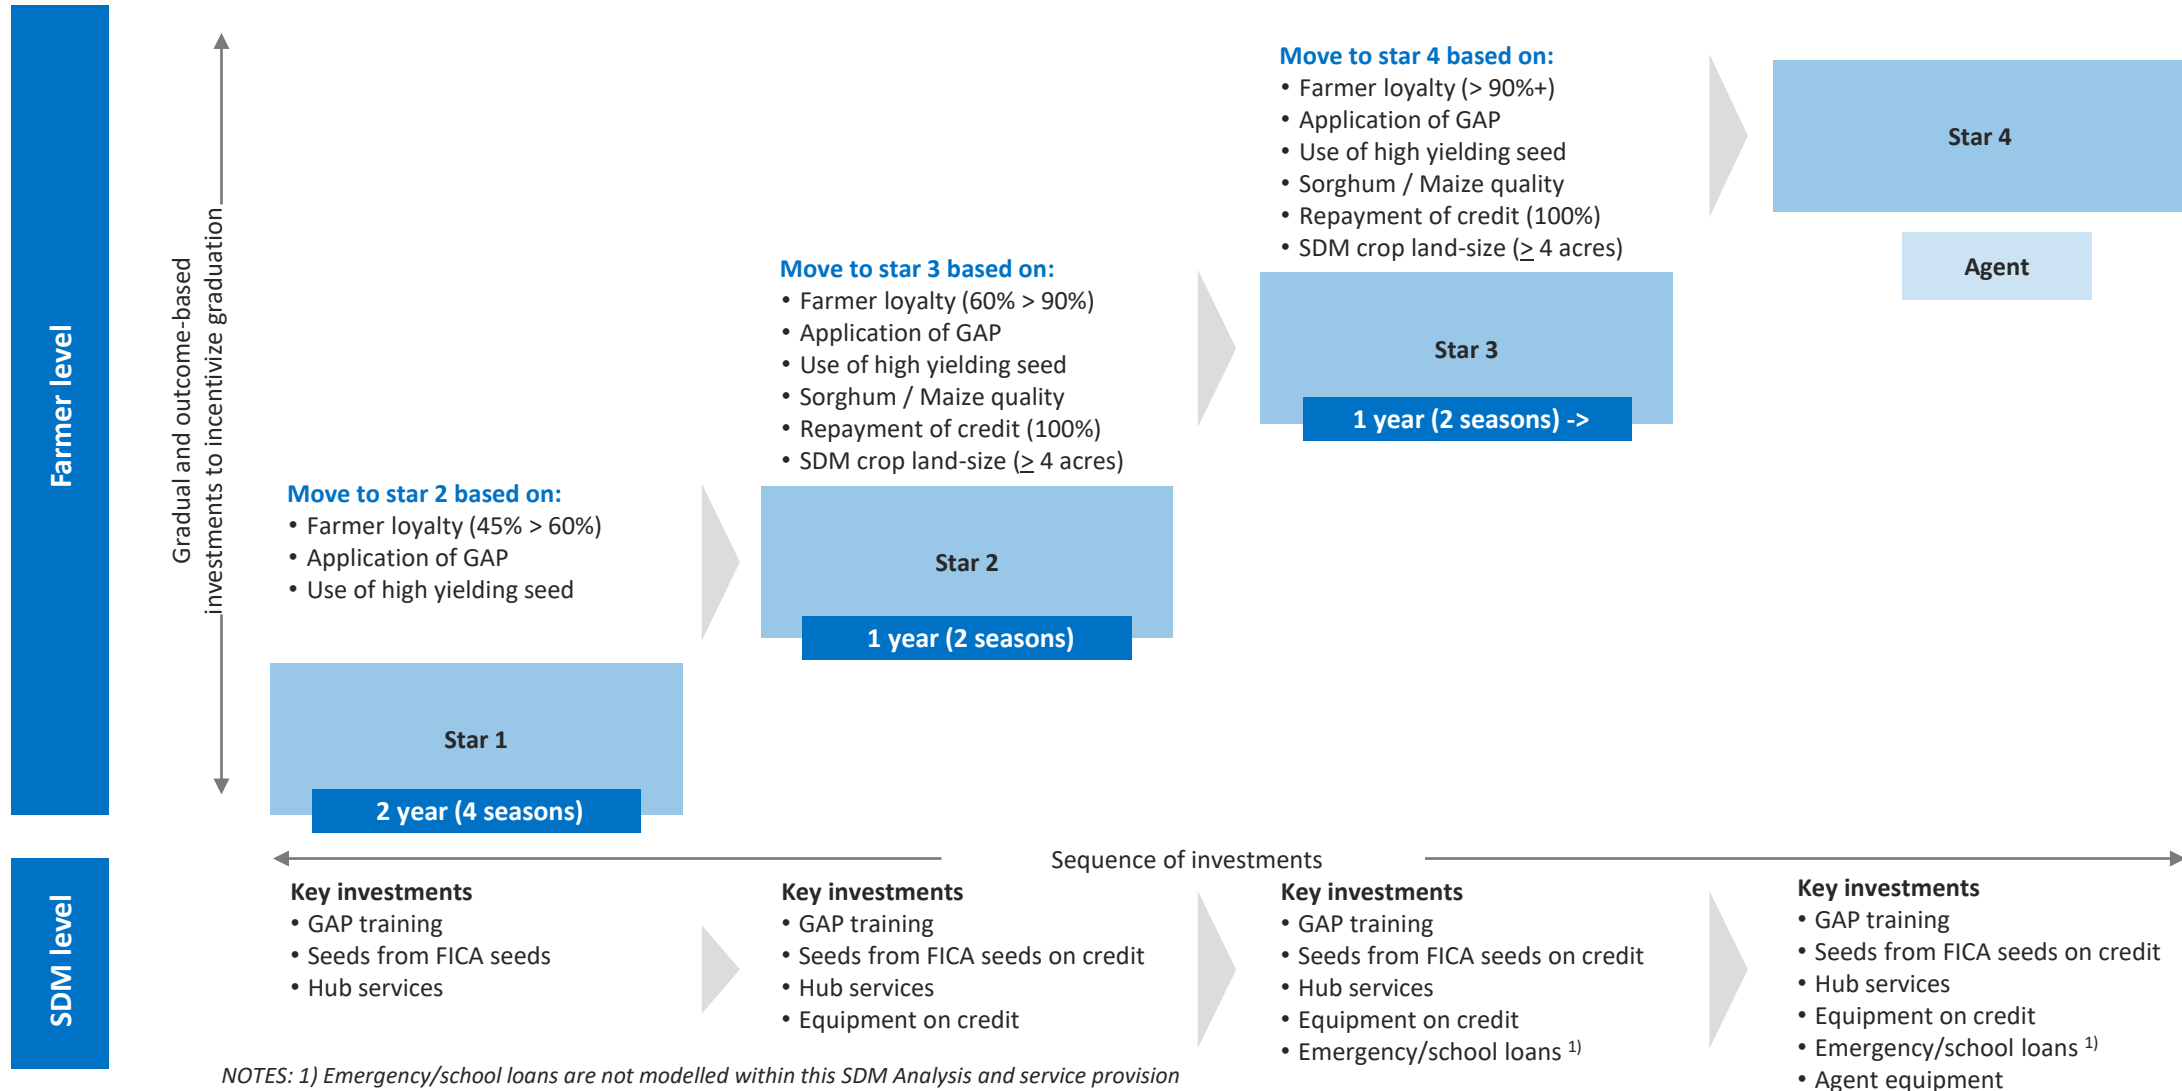 Farmer level
Gradual and outcome-based
investments to incentivize graduation
Move to star 2 based on:
• Farmer loyalty (45% > 60%)
• Application of GAP
• Use of high yielding seed
Star 1
2 year (4 seasons)
Move to star 3 based on:
• Farmer loyalty (60% > 90%)
• Application of GAP
• Use of high yielding seed
• Sorghum / Maize quality
• Repayment of credit (100%)
• SDM crop land-size (≥ 4 acres)
Star 2
1 year (2 seasons)
Move to star 4 based on:
• Farmer loyalty (> 90%+)
• Application of GAP
• Use of high yielding seed
• Sorghum / Maize quality
• Repayment of credit (100%)
• SDM crop land-size (≥ 4 acres)
Star 3
1 year (2 seasons) ->
Star 4
Agent
SDM level
Sequence of investments
Key investments
• GAP training
• Seeds from FICA seeds
• Hub services
Key investments
• GAP training
• Seeds from FICA seeds on credit
• Hub services
• Equipment on credit
Key investments
• GAP training
• Seeds from FICA seeds on credit
• Hub services
• Equipment on credit
• Emergency/school loans 1)
Key investments
• GAP training
• Seeds from FICA seeds on credit
• Hub services
• Equipment on credit
• Emergency/school loans 1)
• Agent equipment
NOTES: 1) Emergency/school loans are not modelled within this SDM Analysis and service provision